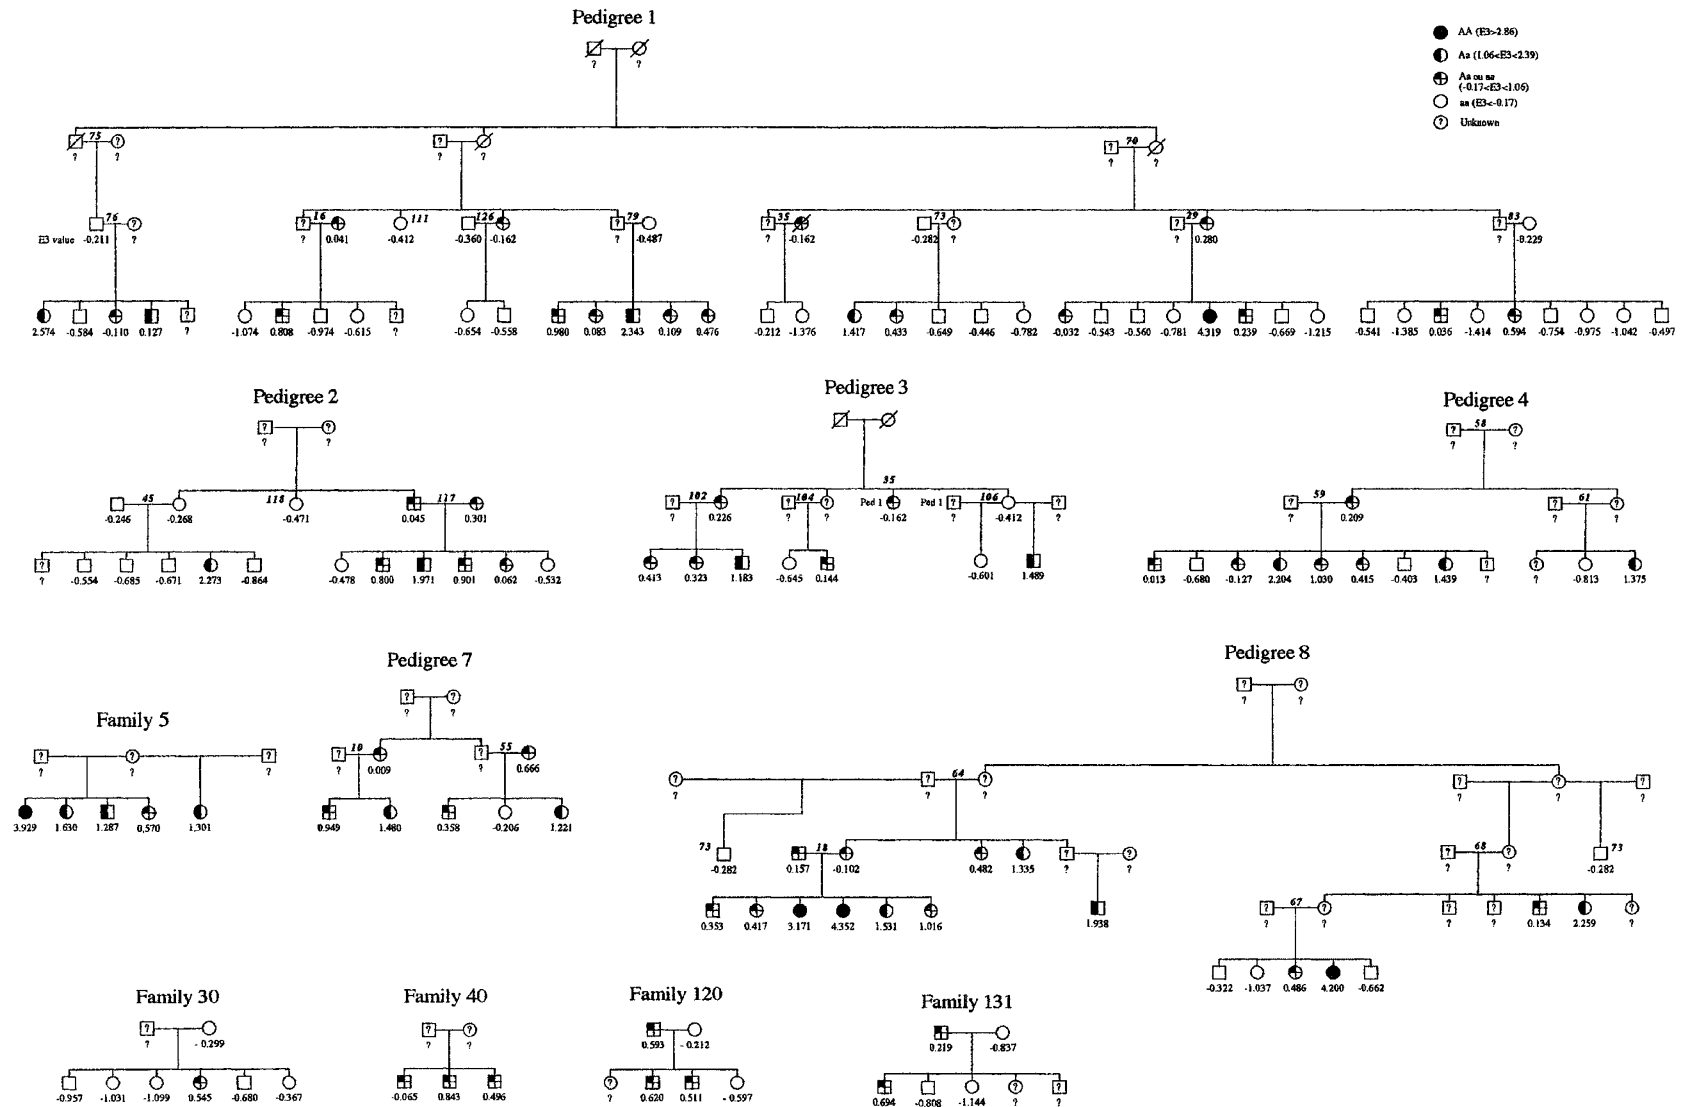 Pedigree 1
AA (E3>2.86)
Aa (1.06<E3<2.39)
Aa ou aa
(-0.17<E3<1.06)
aa (E3<-0.17)
? Unknown
? ?
75 ? ? 70
? ? ? ? ? ?
76 ? ? 16 111 126 ? 79 ? 35 73 ? ? 29 ? 83
E3 value -0.211 ? ? 0.041 -0.412 -0.360 -0.162 ? -0.487 ? -0.162 -0.282 ? ? 0.280 ? -0.229
? ?
2.574 -0.584 -0.110 0.127 ? -1.074 0.808 -0.974 -0.615 ? -0.654 -0.558 0.980 0.083 2.343 0.109 0.476 -0.212 -1.376 1.417 0.433 -0.649 -0.446 -0.782 -0.032 -0.543 -0.560 -0.781 4.319 0.239 -0.669 -1.215 -0.541 -1.385 0.036 -1.414 0.594 -0.754 -0.975 -1.042 -0.497
Pedigree 2
? ?
? ?
45 118 117
-0.246 -0.268 -0.471 0.045 0.301
?
? -0.554 -0.685 -0.671 2.273 -0.864 -0.478 0.800 1.971 0.901 0.062 -0.532
Pedigree 3
35
? 102 ? 104 ? Ped 1 Ped 1 ? 106 ?
? 0.226 ? ? -0.162 ? -0.412 ?
0.413 0.323 1.183 -0.645 0.144 -0.601 1.489
Pedigree 4
? 58 ?
? ?
? 59 ? 61 ?
? 0.209 ? ?
? ?
0.013 -0.680 -0.127 2.204 1.030 0.415 -0.403 1.439 ? ? -0.813 1.375
Family 5
? ? ?
? ? ?
3.929 1.630 1.287 0.570 1.301
Pedigree 7
? ?
? ?
? 10 ? 55
? 0.009 ? 0.666
0.949 1.480 0.358 -0.206 1.221
Pedigree 8
? ?
? ?
? ? 64 ? ? ? ?
? ? ? ? ? ?
73 18 ? ? ? 68 ? 73
-0.282 0.157 -0.102 0.482 1.335 ? ? ? ? -0.282
? 67 ? ? ? ?
0.353 0.417 3.171 4.352 1.531 1.016 1.938 ? ? ? ? 0.134 2.259 ?
-0.322 -1.037 0.486 4.200 -0.662
Family 30
?
? - 0.299
-0.957 -1.031 -1.099 0.545 -0.680 -0.367
Family 40
? ?
? ?
-0.065 0.843 0.496
Family 120
0.593 - 0.212
?
? 0.620 0.511 - 0.597
Family 131
0.219 -0.837
? ?
0.694 -0.808 -1.144 ? ?